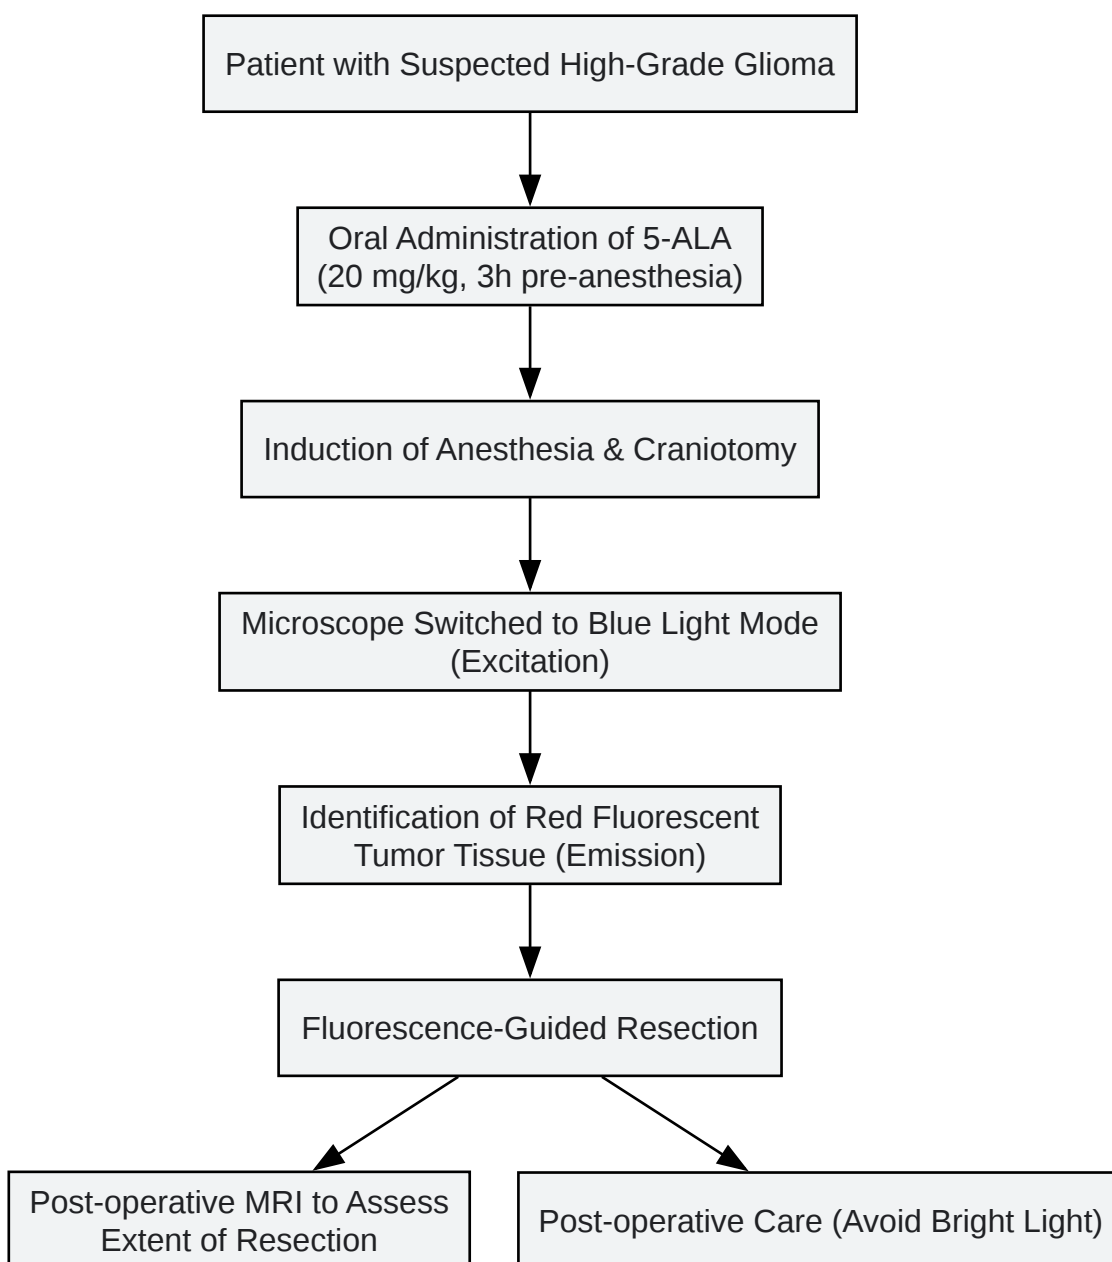 Patient with Suspected High-Grade Glioma
Oral Administration of 5-ALA
(20 mg/kg, 3h pre-anesthesia)
Induction of Anesthesia & Craniotomy
Microscope Switched to Blue Light Mode
(Excitation)
Identification of Red Fluorescent
Tumor Tissue (Emission)
Fluorescence-Guided Resection
Post-operative MRI to Assess
Extent of Resection
Post-operative Care (Avoid Bright Light)